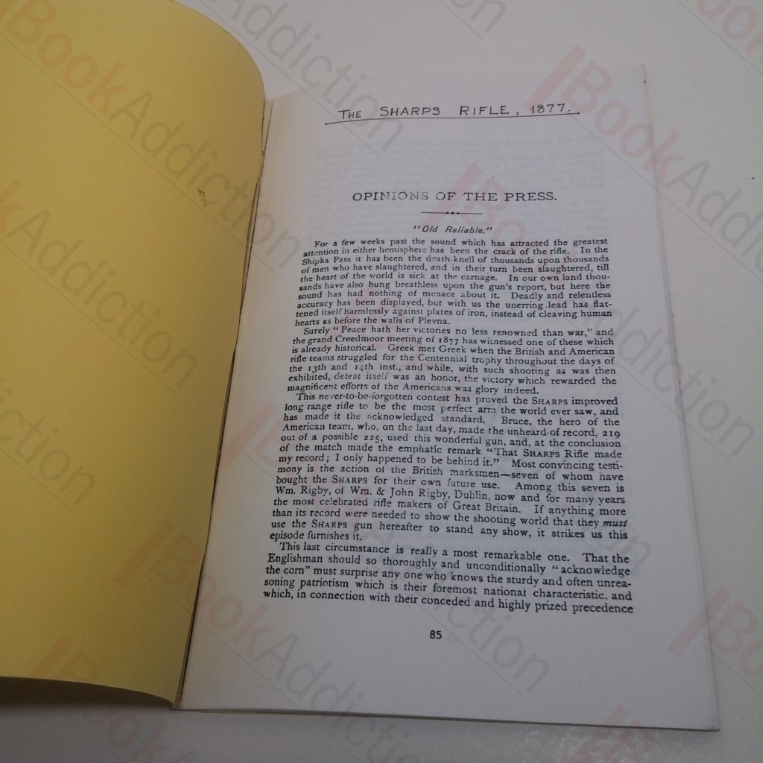 THE SHARPS RIFLE, 1877.
OPINIONS OF THE PRESS.
"Old Reliable."
For a few weeks past the sound which has attracted the greatest
attention in either hemisphere has been the crack of the rifle. In the
Shipka Pass it has been the death-knell of thousands upon thousands
of men who have slaughtered, and in their turn been slaughtered, till
the heart of the world is sick at the carnage. In our own land thou-
sands have also hung breathless upon the gun's report, but here the
sound has had nothing of menace about it. Deadly and relentless
accuracy has been displayed, but with us the unerring lead has flat-
tened itself harmlessly against plates of iron, instead of cleaving human
hearts as before the walls of Plevna.
Surely "Peace hath her victories no less renowned than war," and
the grand Creedmoor meeting of 1877 has witnessed one of these which
is already historical. Greek met Greek when the British and American
rifle teams struggled for the Centennial trophy throughout the days of
the 13th and 14th inst., and while, with such shooting as was then
exhibited, defeat itself was an honor, the victory which rewarded the
magnificent efforts of the Americans was glory indeed.
This never-to-be-forgotten contest has proved the SHARPS improved
long range rifle to be the most perfect arm the world ever saw, and
has made it the acknowledged standard. Bruce, the hero of the
American team, who, on the last day, made the unheard-of record, 219
out of a possible 225, used this wonderful gun, and, at the conclusion
of the match made the emphatic remark "That SHARPS Rifle made
my record; I only happened to be behind it." Most convincing testi-
mony is the action of the British marksmen—seven of whom have
bought the SHARPS for their own future use. Among this seven is
Wm. Rigby, of Wm. & John Rigby, Dublin, now and for many years
the most celebrated rifle makers of Great Britain. If anything more
than its record were needed to show the shooting world that they must
use the SHARPS gun hereafter to stand any show, it strikes us this
episode furnishes it.
This last circumstance is really a most remarkable one. That the
Englishman should so thoroughly and unconditionally "acknowledge
the corn" must surprise any one who knows the sturdy and often unrea-
soning patriotism which is their foremost national characteristic, and
which, in connection with their conceded and highly prized precedence
85
BookAddiction